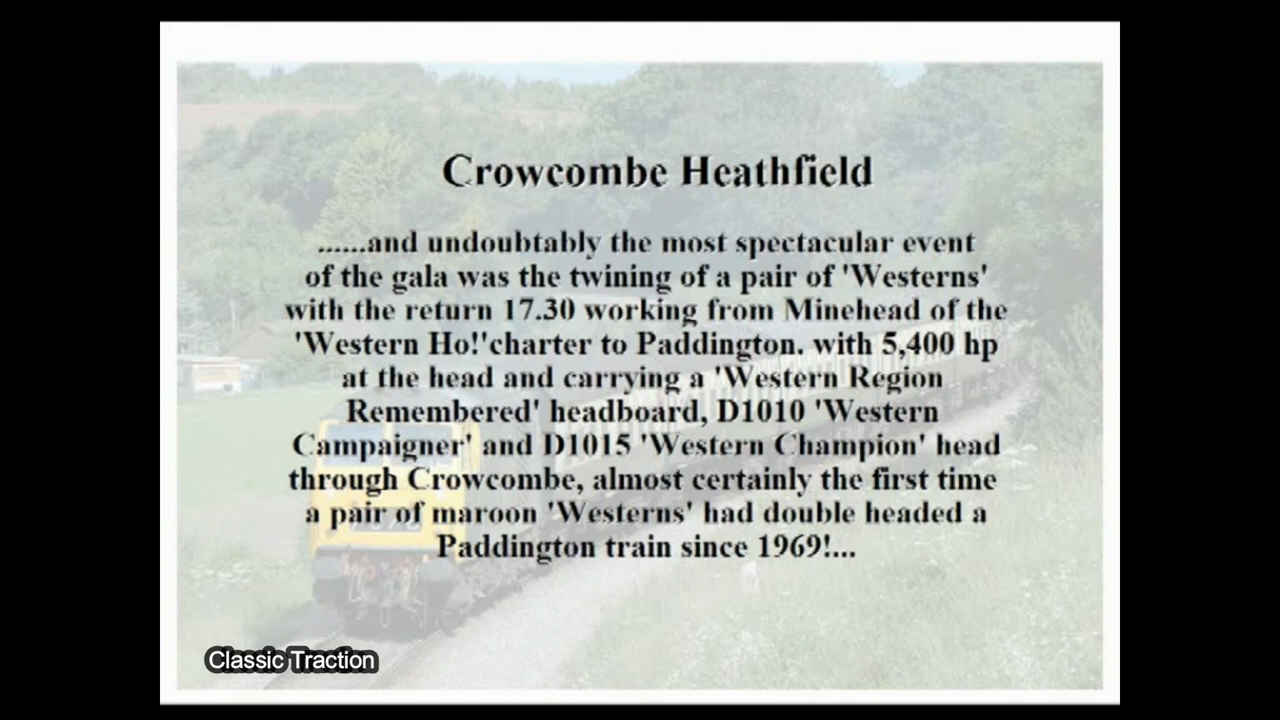 Crowcombe Heathfield
......and undoubtably the most spectacular event
of the gala was the twining of a pair of 'Westerns'
with the return 17.30 working from Minehead of the
'Western Ho!'charter to Paddington. with 5,400 hp
at the head and carrying a 'Western Region
Remembered' headboard, D1010 'Western
Campaigner' and D1015 'Western Champion' head
through Crowcombe, almost certainly the first time
a pair of maroon 'Westerns' had double headed a
Paddington train since 1969!...
Classic Traction